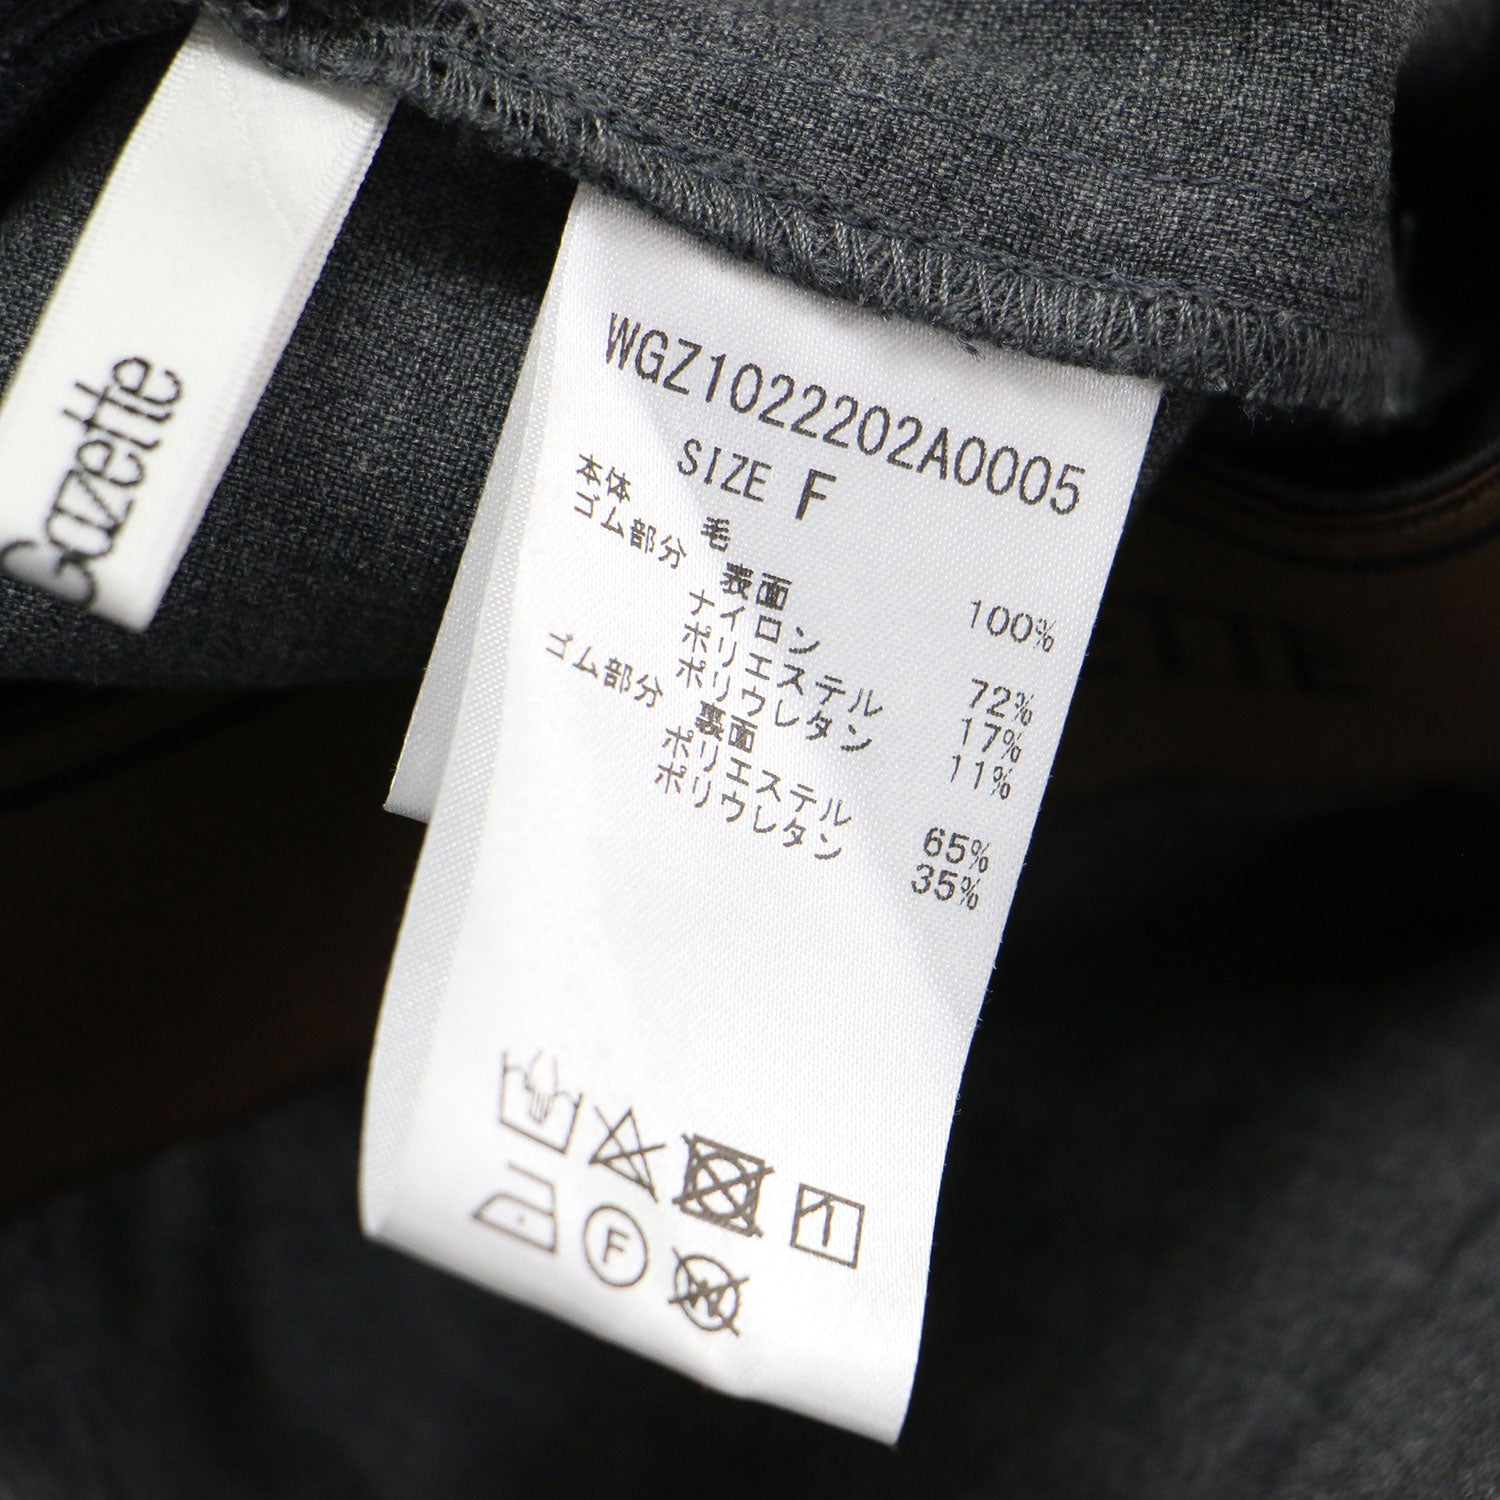 Gazette
WGZ1022202A0005
SIZE F
本体
毛 100%
ゴム部分 表面
ナイロン 72%
ポリエステル 17%
ポリウレタン 11%
ゴム部分 裏面
ポリエステル 65%
ポリウレタン 35%
1
F
W